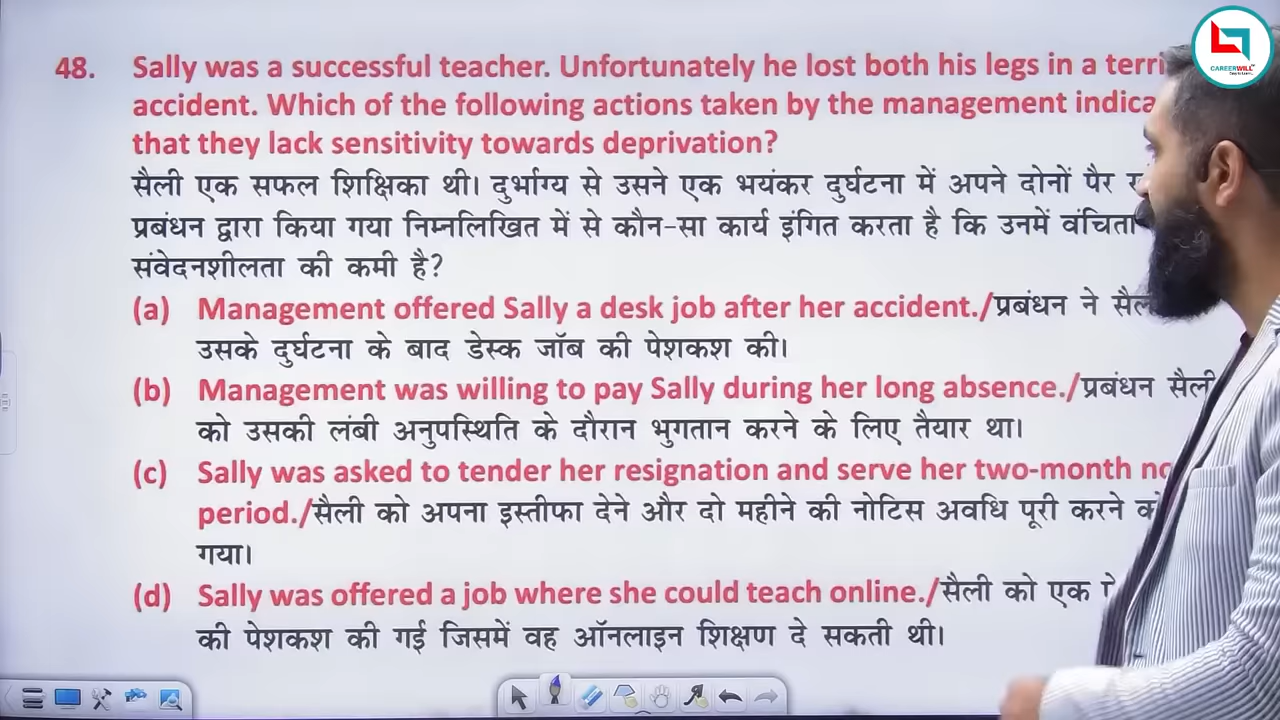 48. Sally was a successful teacher. Unfortunately he lost both his legs in a
accident. Which of the following actions taken by the management
that they lack sensitivity towards deprivation?
सैली एक सफल शिक्षिका थी। दुर्भाग्य से उसने एक भयंकर दुर्घटना में अपने दोनों पैर
प्रबंधन द्वारा किया गया निम्नलिखित में से कौन-सा कार्य इंगित करता है कि उनमें वंचिता
संवेदनशीलता की कमी है?
(a) Management offered Sally a desk job after her accident./प्रबंधन ने
उसके दुर्घटना के बाद डेस्क जॉब की पेशकश की।
(b) Management was willing to pay Sally during her long absence./प्रबंधन सैली
को उसकी लंबी अनुपस्थिति के दौरान भुगतान करने के लिए तैयार था।
(c) Sally was asked to tender her resignation and serve her two-month
period./सैली को अपना इस्तीफा देने और दो महीने की नोटिस अवधि पूरी करने
गया।
(d) Sally was offered a job where she could teach online./सैली को एक
की पेशकश की गई जिसमें वह ऑनलाइन शिक्षण दे सकती थी।
CAREERWILL